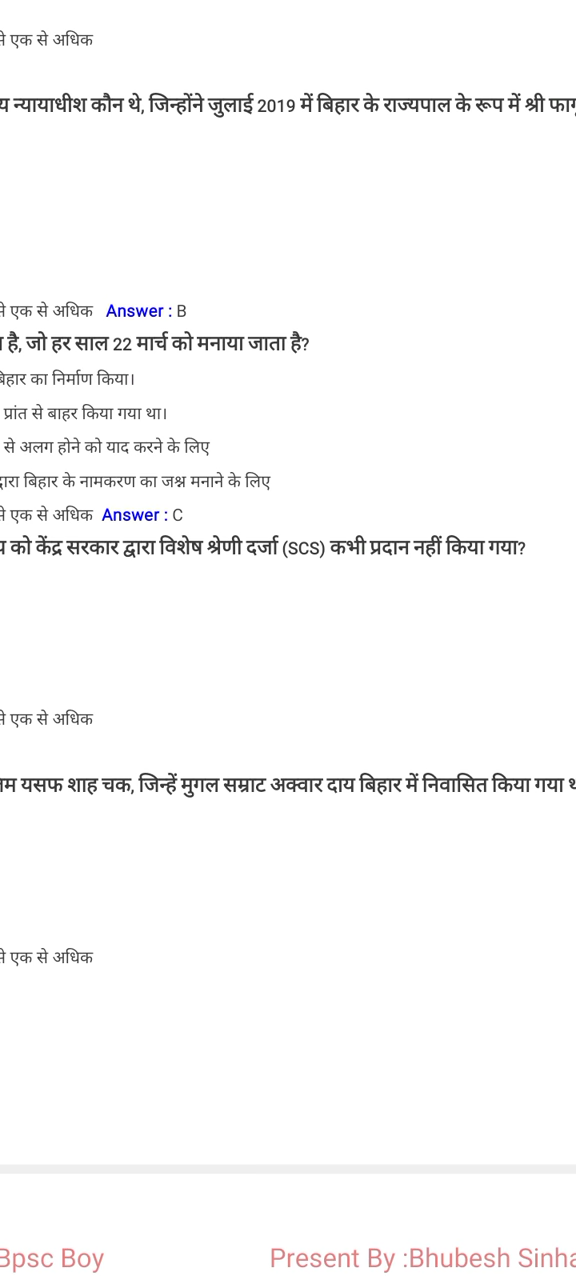 से एक से अधिक
य न्यायाधीश कौन थे, जिन्होंने जुलाई 2019 में बिहार के राज्यपाल के रूप में श्री फागू
से एक से अधिक Answer : B
है, जो हर साल 22 मार्च को मनाया जाता है?
बिहार का निर्माण किया।
प्रांत से बाहर किया गया था।
से अलग होने को याद करने के लिए
द्वारा बिहार के नामकरण का जश्न मनाने के लिए
से एक से अधिक Answer : C
य को केंद्र सरकार द्वारा विशेष श्रेणी दर्जा (SCS) कभी प्रदान नहीं किया गया?
से एक से अधिक
तम यसफ शाह चक, जिन्हें मुगल सम्राट अक्वार दाय बिहार में निवासित किया गया थ
से एक से अधिक
Bpsc Boy Present By :Bhubesh Sinha